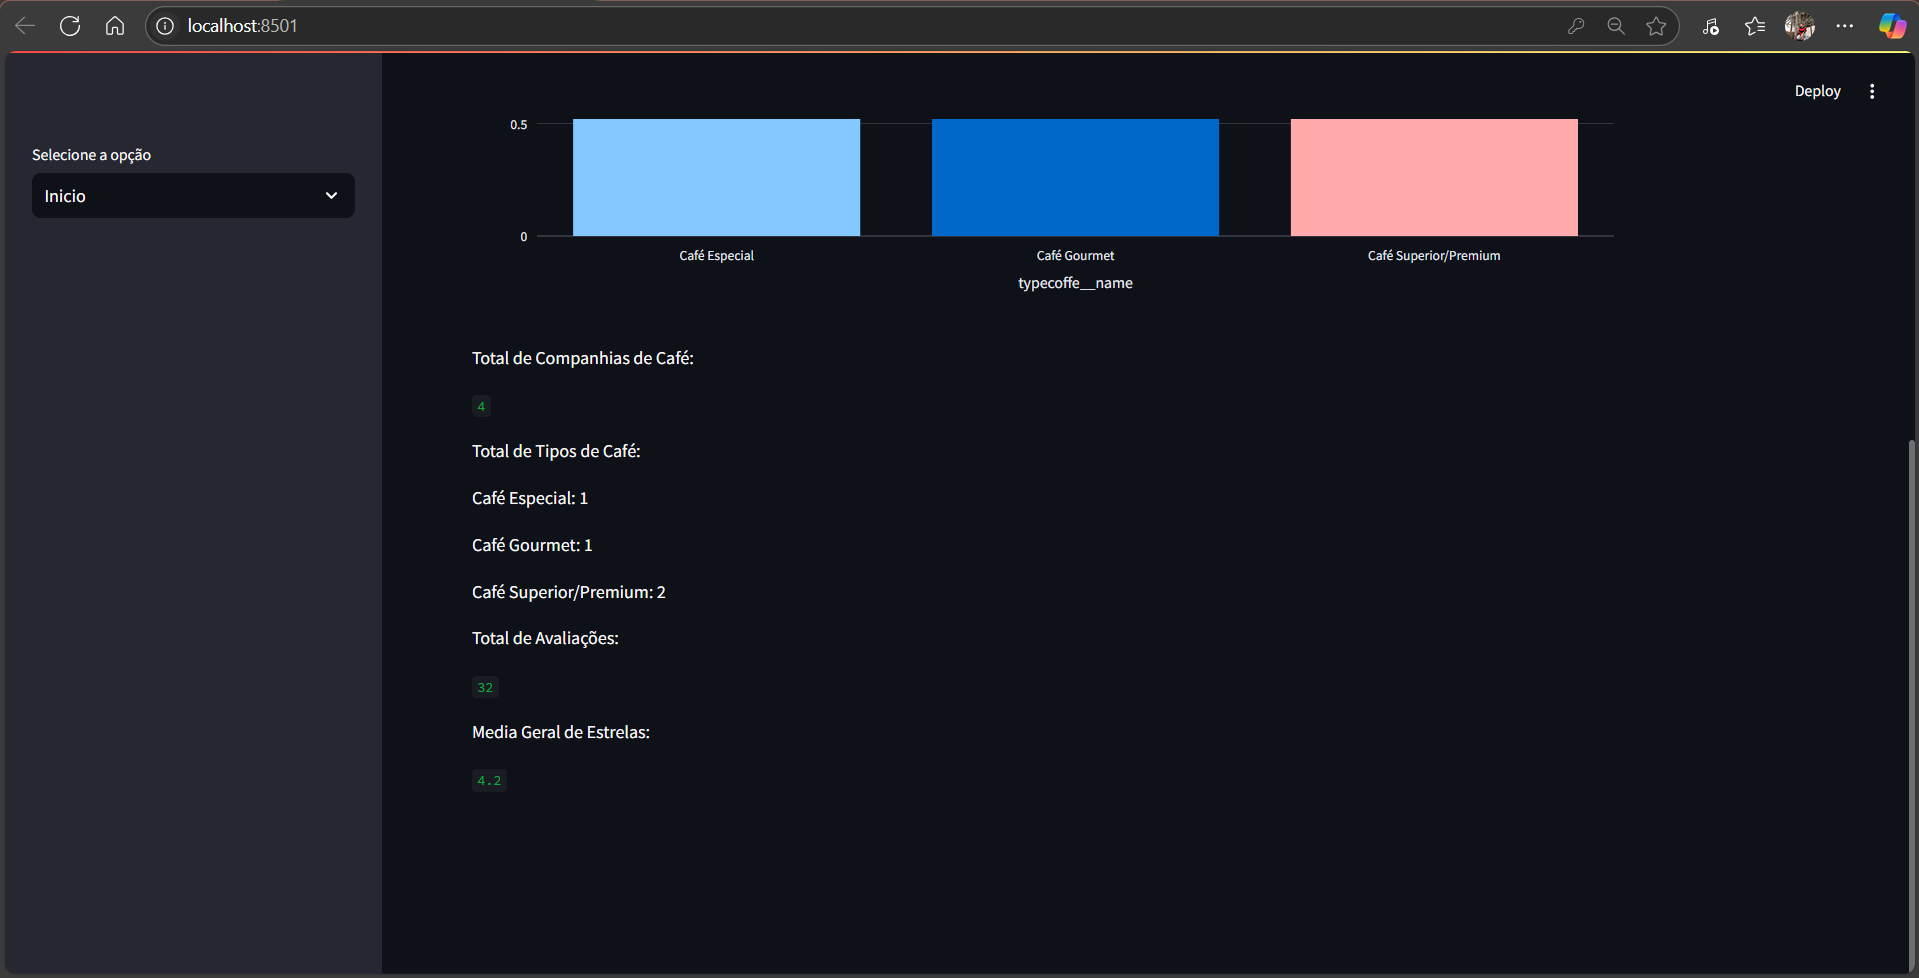 localhost:8501
Deploy
Selecione a opção
Inicio
0.5
0
Café Especial
Café Gourmet
Café Superior/Premium
typecoffe__name
Total de Companhias de Café:
4
Total de Tipos de Café:
Café Especial: 1
Café Gourmet: 1
Café Superior/Premium: 2
Total de Avaliações:
32
Media Geral de Estrelas:
4.2